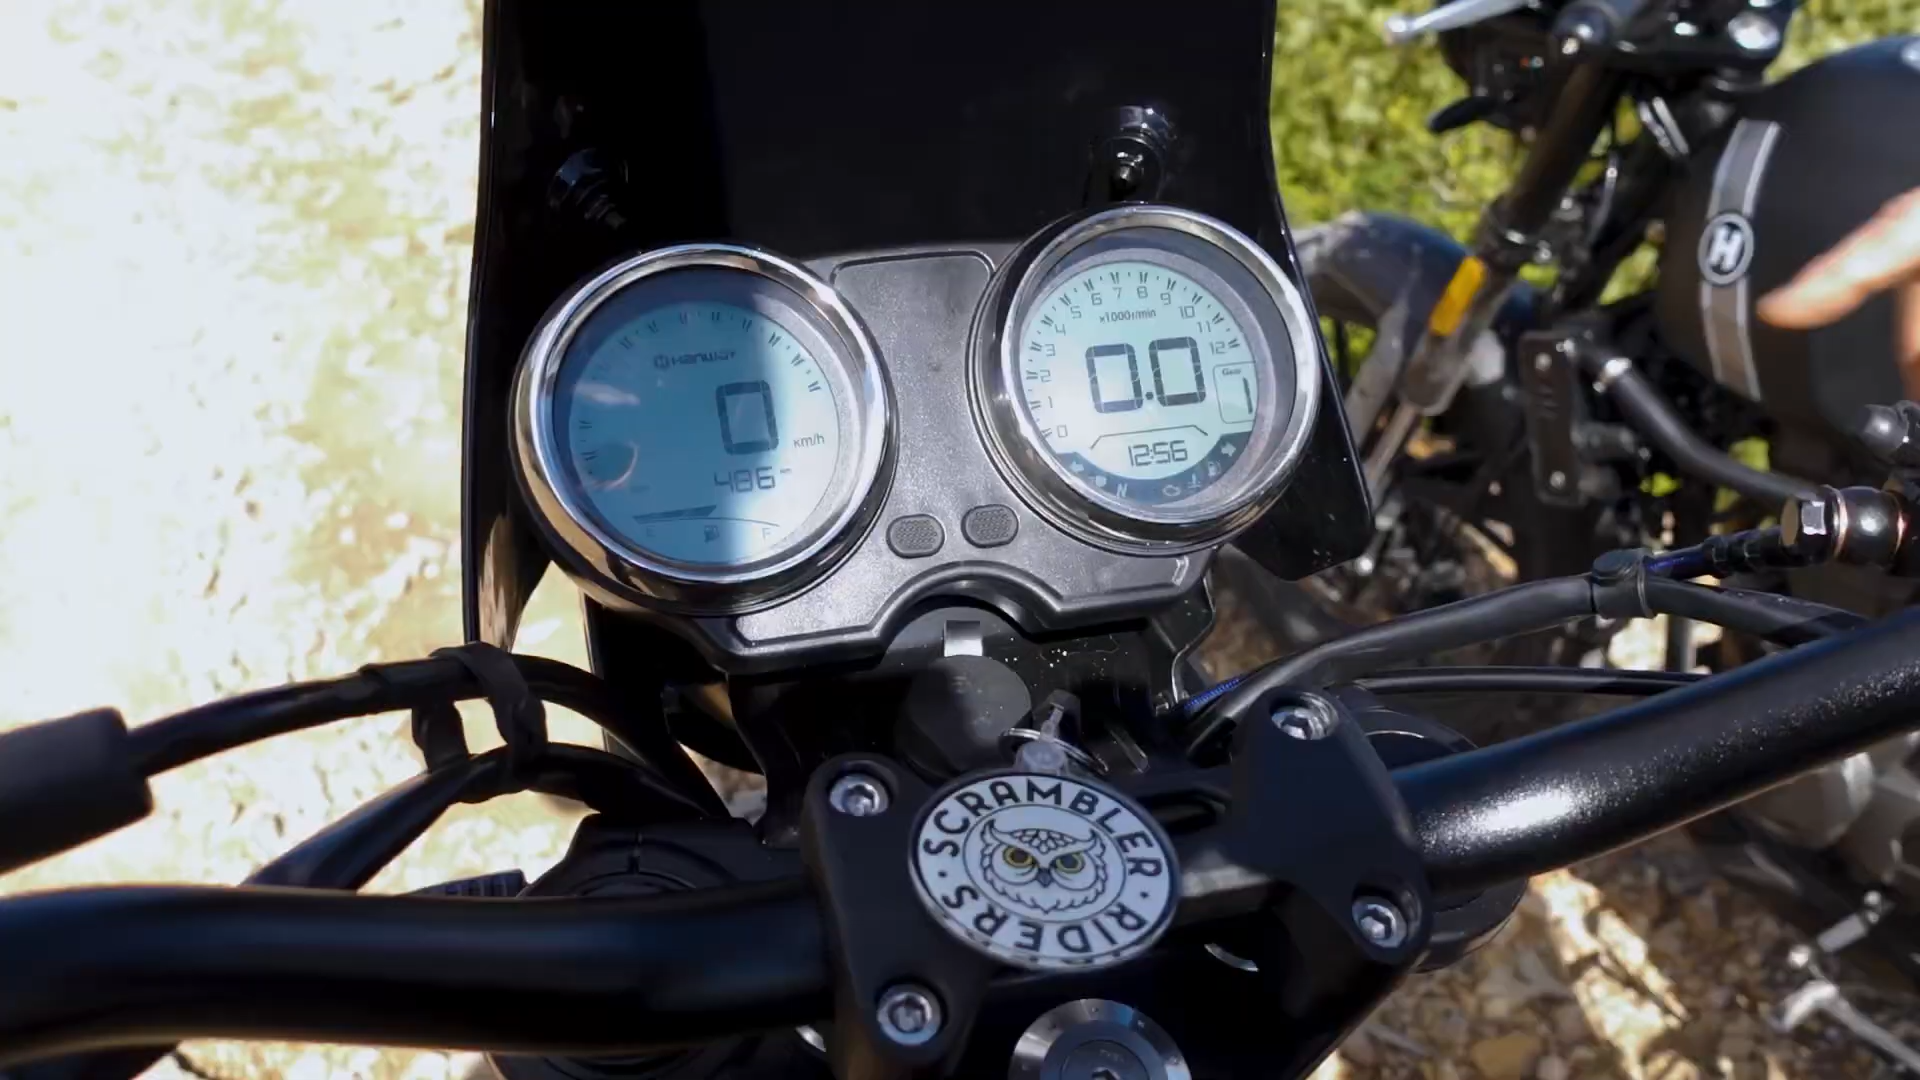 Hanway
0
km/h
486
F
0 1 2 3 4 5 6 7 8 9 10 11 12
x1000r/min
0.0
Gear
1
12:56
N
H
SCRAMBLER
· RIDERS ·